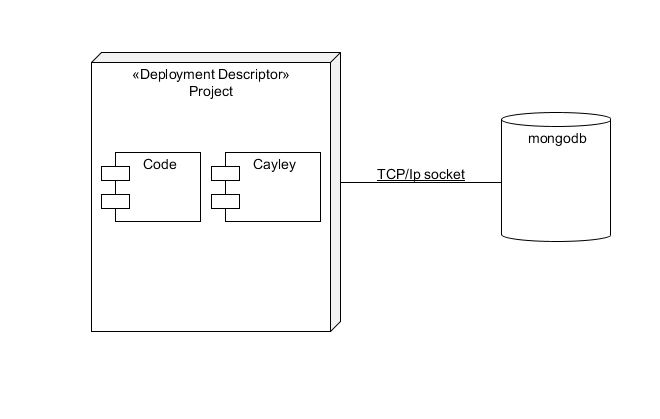 «Deployment Descriptor»
Project
Code
Cayley
TCP/Ip socket
mongodb